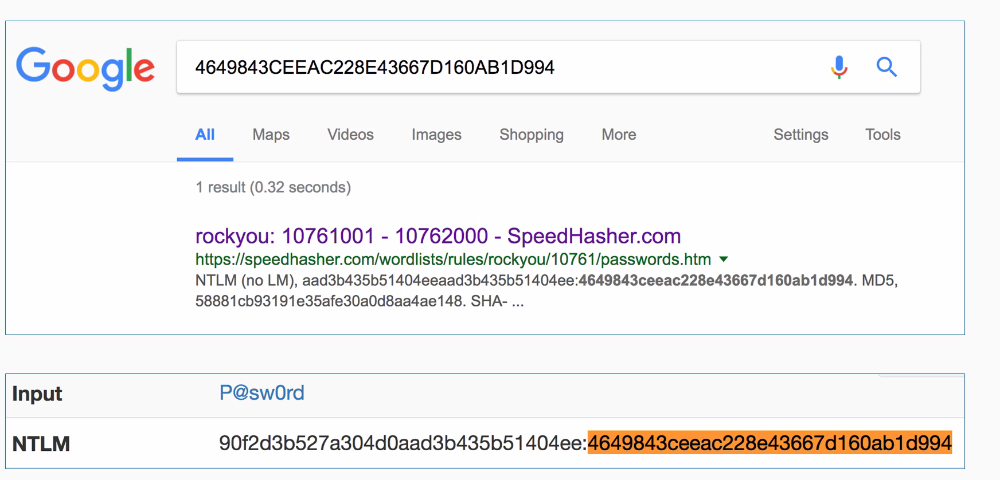 Google
4649843CEEAC228E43667D160AB1D994
All Maps Videos Images Shopping More Settings Tools
1 result (0.32 seconds)
rockyou: 10761001 - 10762000 - SpeedHasher.com
https://speedhasher.com/wordlists/rules/rockyou/10761/passwords.htm
NTLM (no LM), aad3b435b51404eeaad3b435b51404ee:4649843ceeac228e43667d160ab1d994. MD5,
58881cb93191e35afe30a0d8aa4ae148. SHA- ...
Input P@sw0rd
NTLM 90f2d3b527a304d0aad3b435b51404ee:4649843ceeac228e43667d160ab1d994